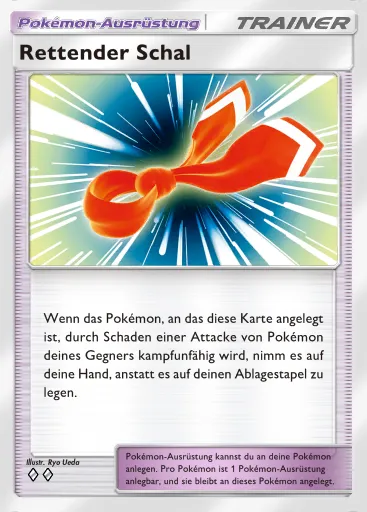 Pokémon-Ausrüstung TRAINER
Rettender Schal
Wenn das Pokémon, an das diese Karte angelegt
ist, durch Schaden einer Attacke von Pokémon
deines Gegners kampfunfähig wird, nimm es auf
deine Hand, anstatt es auf deinen Ablagestapel zu
legen.
Illustr. Ryo Ueda
Pokémon-Ausrüstung kannst du an deine Pokémon
anlegen. Pro Pokémon ist 1 Pokémon-Ausrüstung
anlegbar, und sie bleibt an dieses Pokémon angelegt.